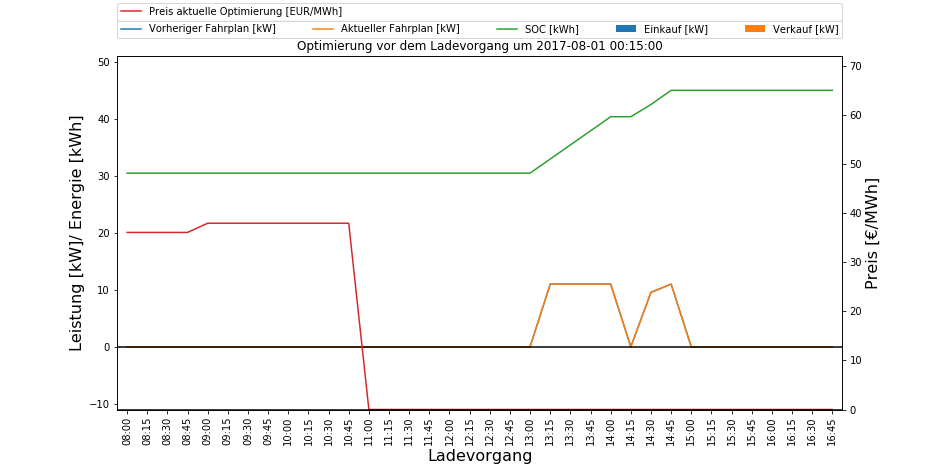 Preis aktuelle Optimierung [EUR/MWh]
Vorheriger Fahrplan [kW] Aktueller Fahrplan [kW] SOC [kWh] Einkauf [kW] Verkauf [kW]
Optimierung vor dem Ladevorgang um 2017-08-01 00:15:00
Leistung [kW]/ Energie [kWh]
50
40
30
20
10
0
−10
Preis [€/MWh]
70
60
50
40
30
20
10
0
08:00 08:15 08:30 08:45 09:00 09:15 09:30 09:45 10:00 10:15 10:30 10:45 11:00 11:15 11:30 11:45 12:00 12:15 12:30 12:45 13:00 13:15 13:30 13:45 14:00 14:15 14:30 14:45 15:00 15:15 15:30 15:45 16:00 16:15 16:30 16:45
Ladevorgang